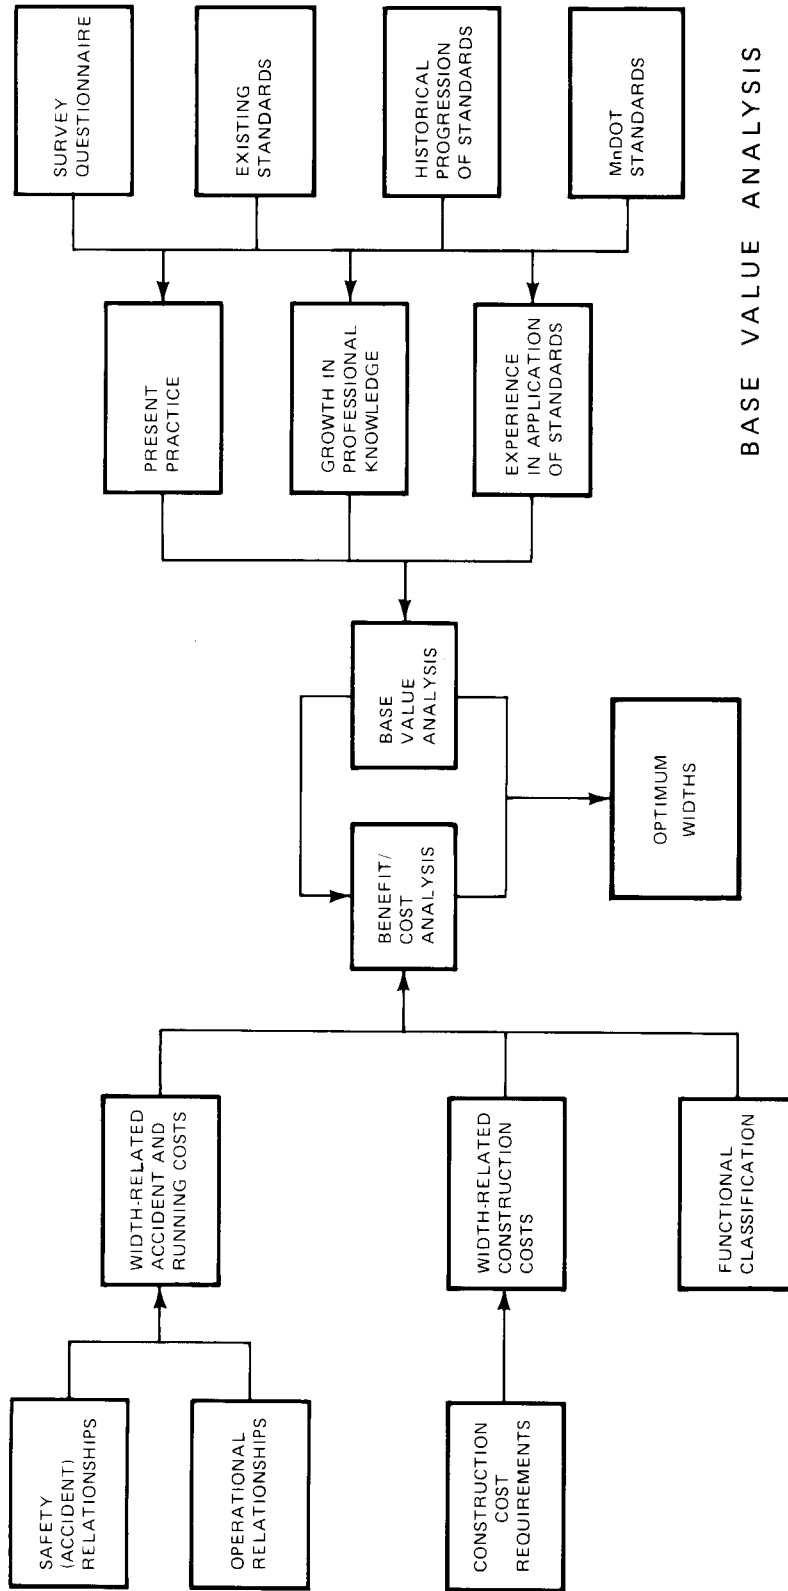 SAFETY
(ACCIDENT)
RELATIONSHIPS
OPERATIONAL
RELATIONSHIPS
CONSTRUCTION
COST
REQUIREMENTS
WIDTH-RELATED
ACCIDENT AND
RUNNING COSTS
WIDTH-RELATED
CONSTRUCTION
COSTS
FUNCTIONAL
CLASSIFICATION
BENEFIT/
COST
ANALYSIS
BASE
VALUE
ANALYSIS
OPTIMUM
WIDTHS
PRESENT
PRACTICE
GROWTH IN
PROFESSIONAL
KNOWLEDGE
EXPERIENCE
IN APPLICATION
OF STANDARDS
SURVEY
QUESTIONNAIRE
EXISTING
STANDARDS
HISTORICAL
PROGRESSION
OF STANDARDS
MnDOT
STANDARDS
BASE VALUE ANALYSIS